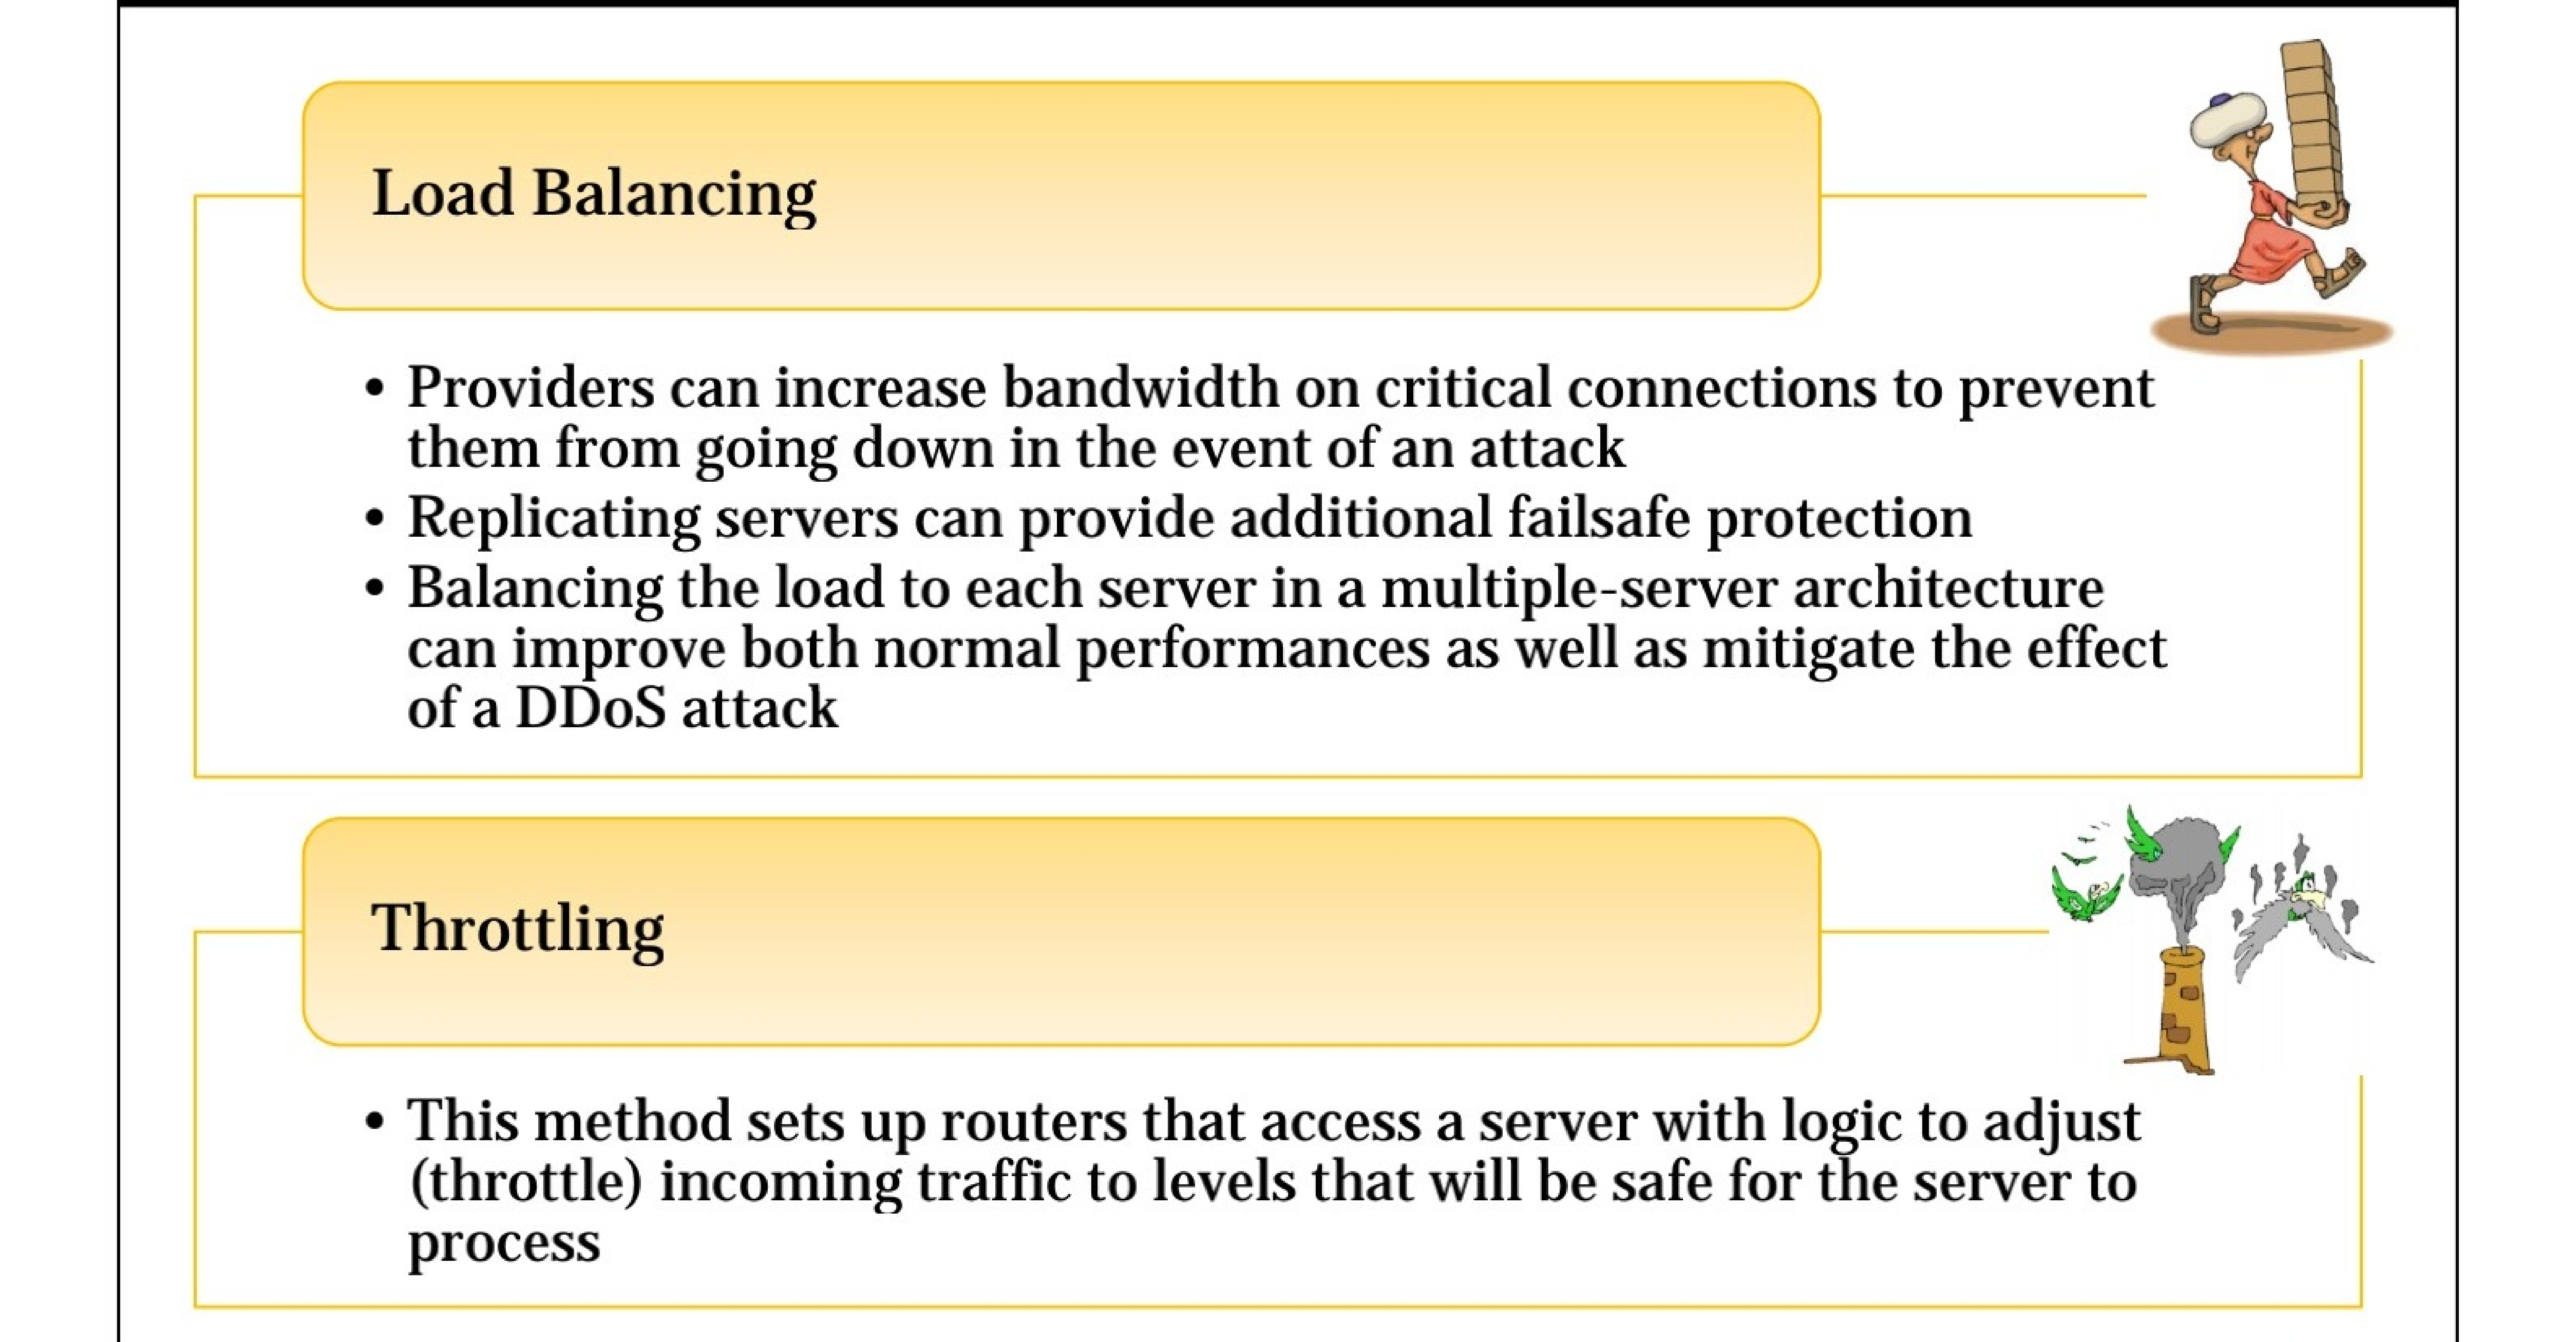 Load Balancing
• Providers can increase bandwidth on critical connections to prevent
them from going down in the event of an attack
• Replicating servers can provide additional failsafe protection
• Balancing the load to each server in a multiple-server architecture
can improve both normal performances as well as mitigate the effect
of a DDoS attack
Throttling
• This method sets up routers that access a server with logic to adjust
(throttle) incoming traffic to levels that will be safe for the server to
process